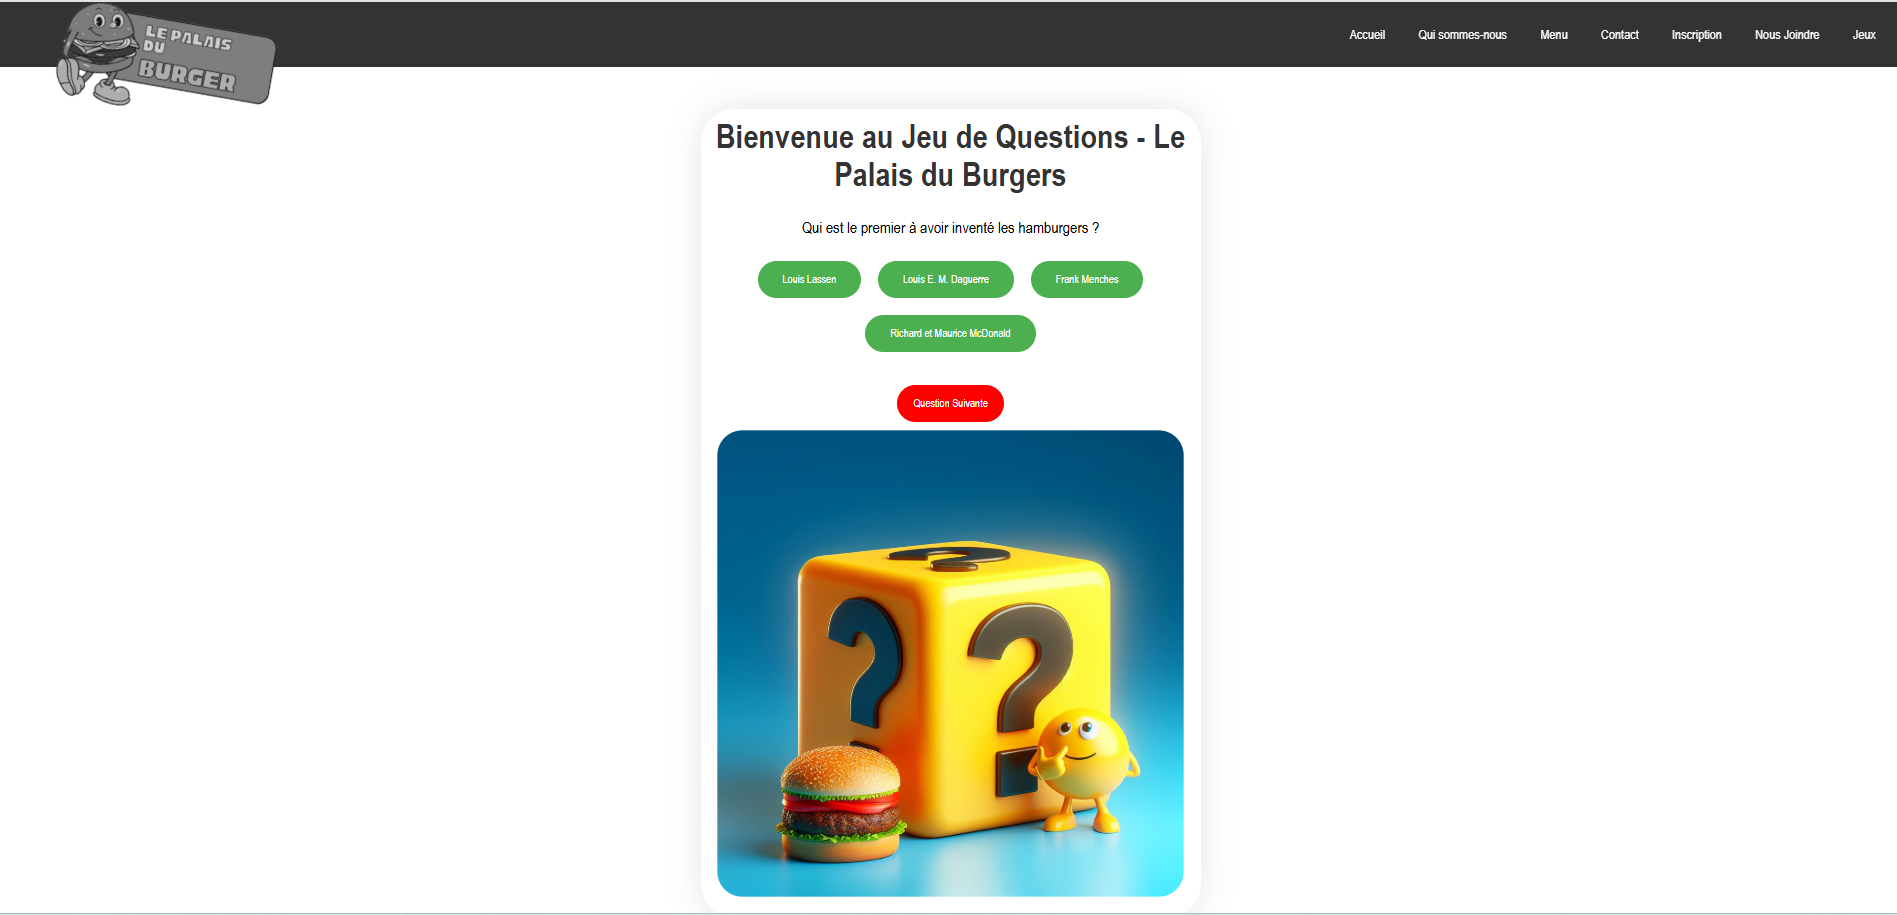 LE PALAIS
DU
BURGER
Accueil Qui sommes-nous Menu Contact Inscription Nous Joindre Jeux
Bienvenue au Jeu de Questions - Le
Palais du Burgers
Qui est le premier à avoir inventé les hamburgers ?
Louis Lassen Louis E. M. Daguerre Frank Menches
Richard et Maurice McDonald
Question Suivante
? ? ?